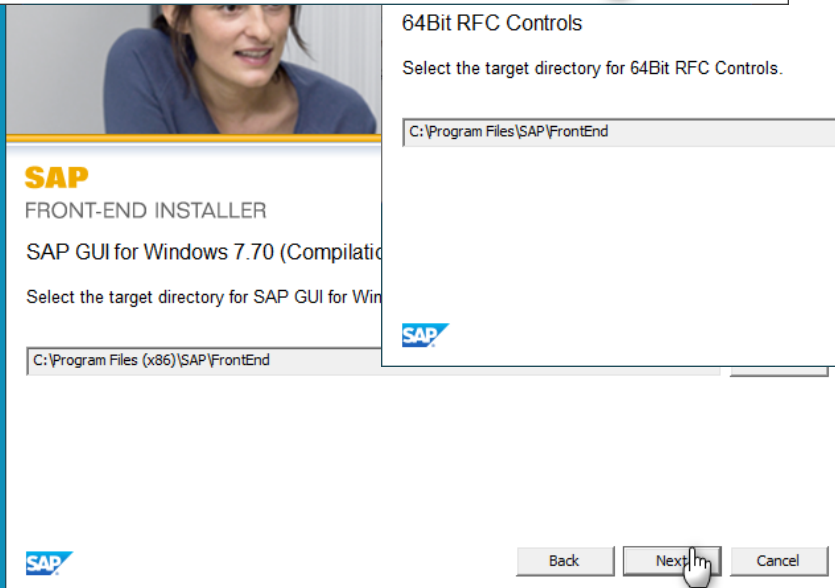 64Bit RFC Controls
Select the target directory for 64Bit RFC Controls.
C:\Program Files\SAP\FrontEnd
SAP
SAP
FRONT-END INSTALLER
SAP GUI for Windows 7.70 (Compilatio
Select the target directory for SAP GUI for Win
C:\Program Files (x86)\SAP\FrontEnd
SAP
Back
Next
Cancel